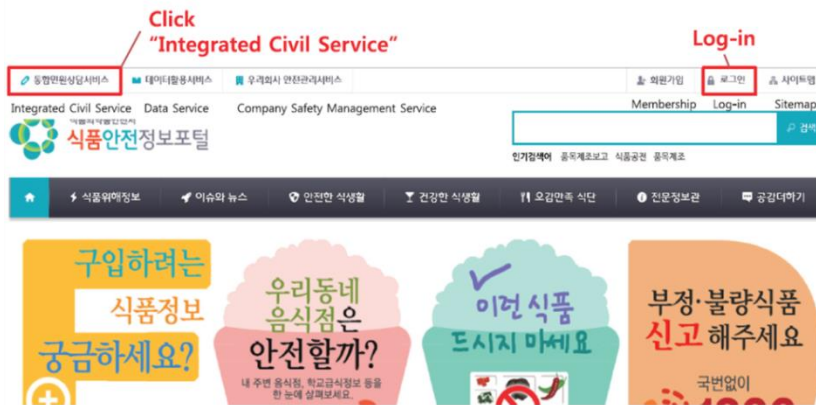 Click
“Integrated Civil Service”
Log-in
통합민원상담서비스 데이터활용서비스 우리회사 안전관리서비스 회원가입 로그인 사이트맵
Integrated Civil Service Data Service Company Safety Management Service Membership Log-in Sitemap
식품의약품안전처
식품안전정보포털
검색
인기검색어 품목제조보고 식품공전 품목제조
식품위해정보 이슈와 뉴스 안전한 식생활 건강한 식생활 오감만족 식단 전문정보관 공감더하기
구입하려는
식품정보
궁금하세요?
우리동네
음식점은
안전할까?
내 주변 음식점, 학교급식정보 등을
한 눈에 살펴보세요.
이런 식품
드시지 마세요
부정·불량식품
신고 해주세요
국번없이